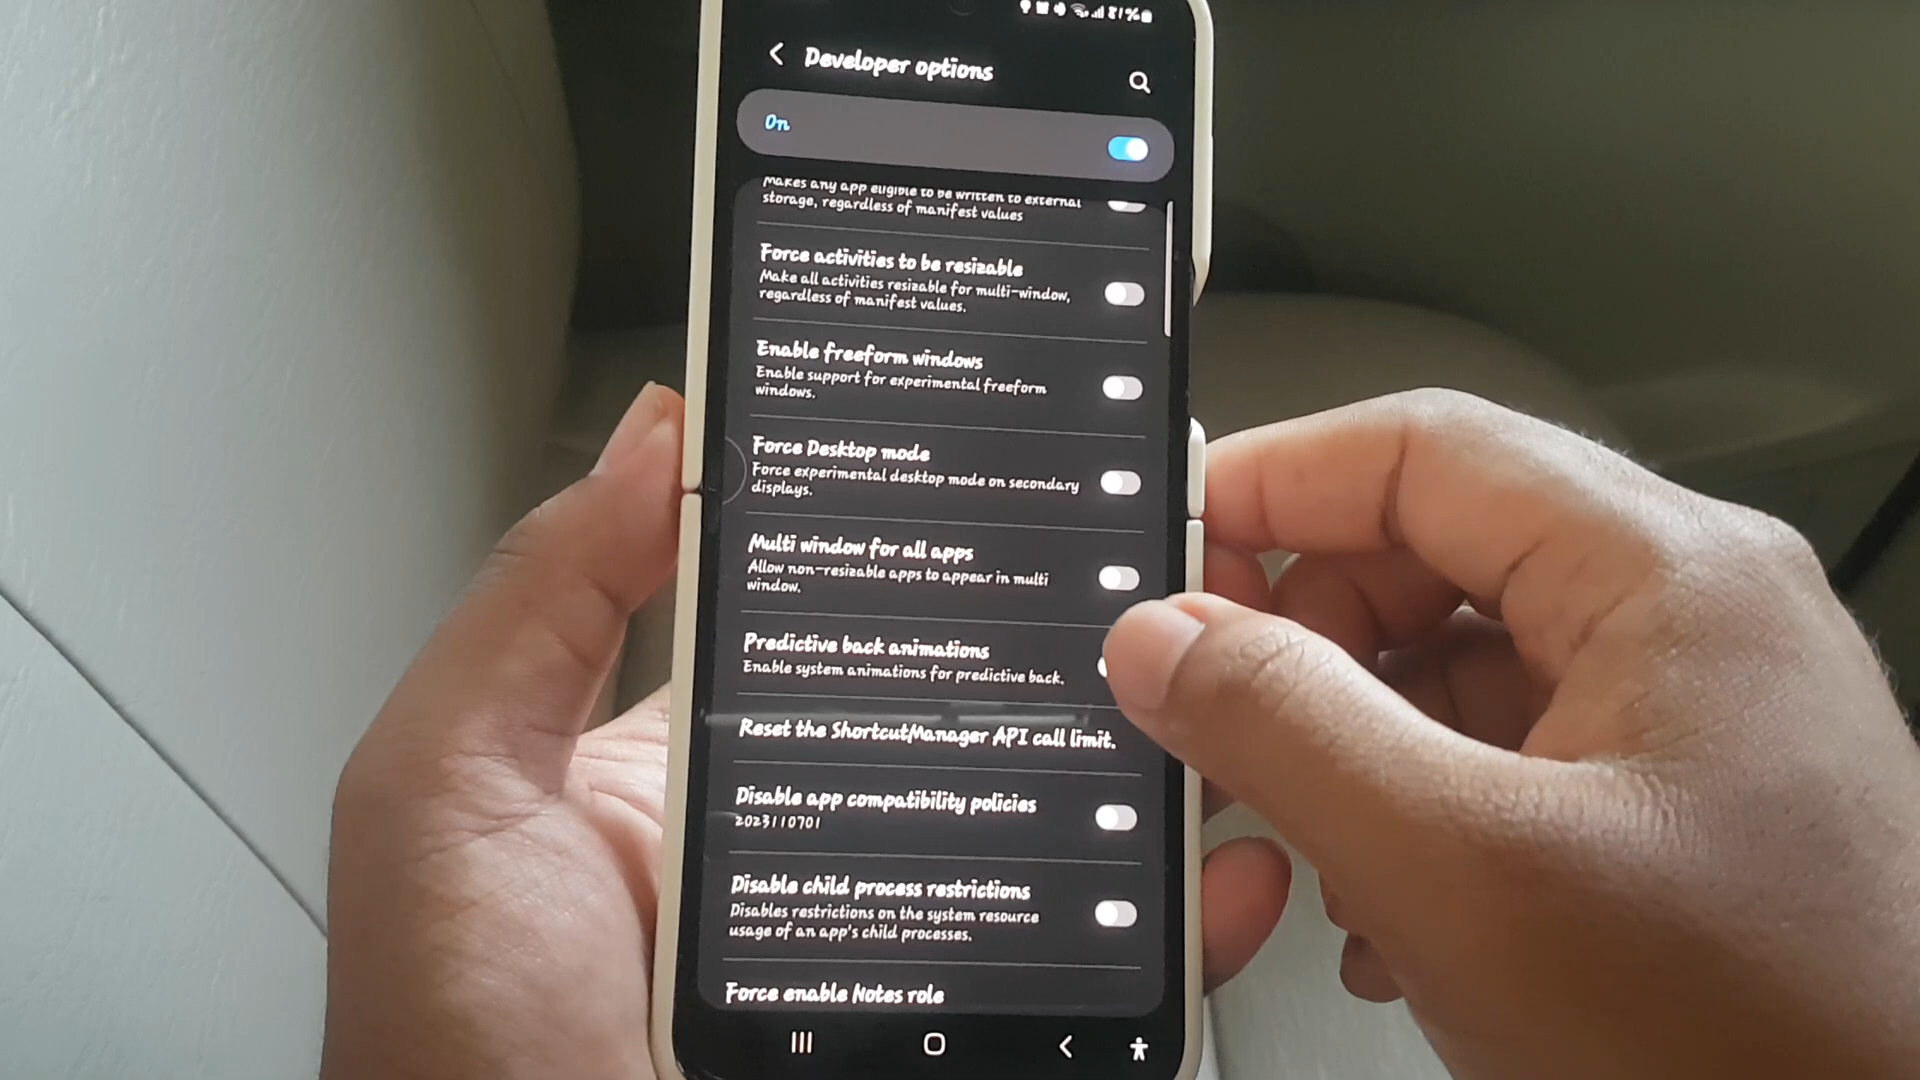 81%
Developer options
On
Makes any app eligible to be written to external
storage, regardless of manifest values
Force activities to be resizable
Make all activities resizable for multi-window,
regardless of manifest values.
Enable freeform windows
Enable support for experimental freeform
windows.
Force Desktop mode
Force experimental desktop mode on secondary
displays.
Multi window for all apps
Allow non-resizable apps to appear in multi
window.
Predictive back animations
Enable system animations for predictive back.
Reset the ShortcutManager API call limit.
Disable app compatibility policies
2023110701
Disable child process restrictions
Disables restrictions on the system resource
usage of an app's child processes.
Force enable Notes role